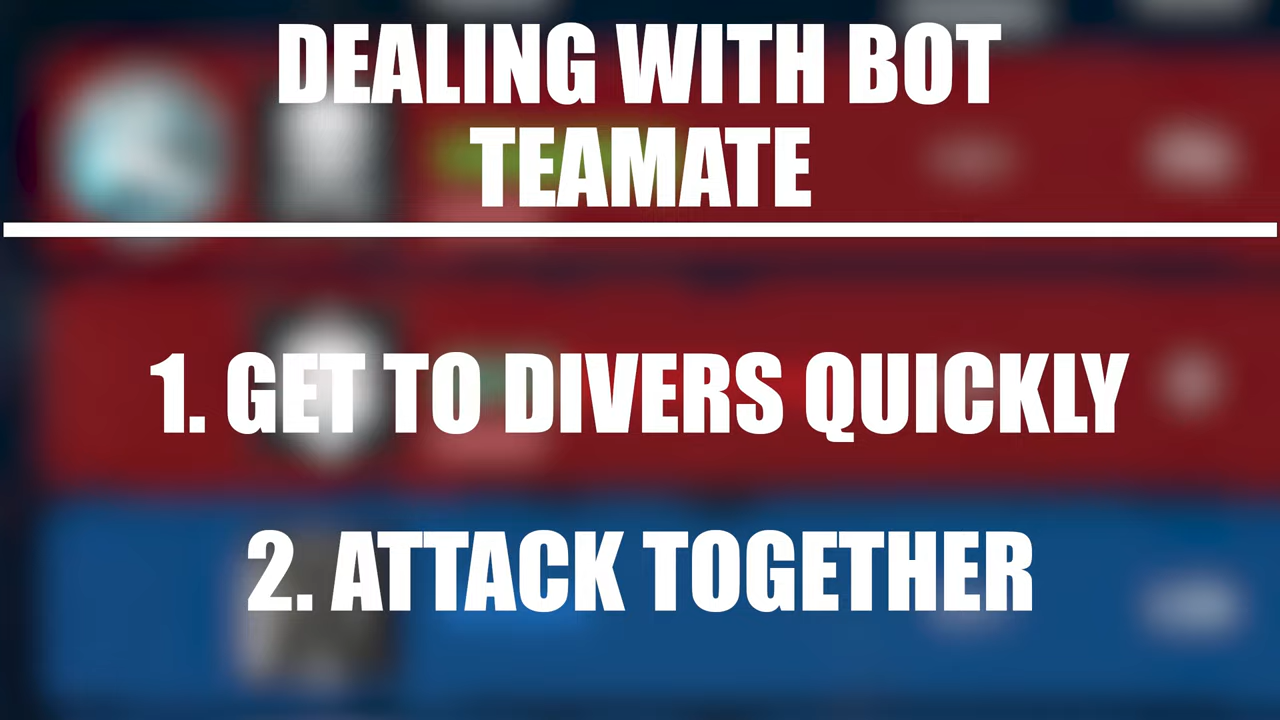 DEALING WITH BOT
TEAMATE
1. GET TO DIVERS QUICKLY
2. ATTACK TOGETHER